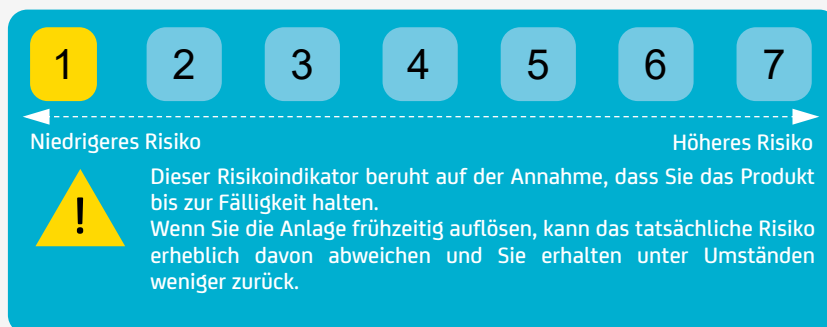 1 2 3 4 5 6 7
Niedrigeres Risiko Höheres Risiko
Dieser Risikoindikator beruht auf der Annahme, dass Sie das Produkt
bis zur Fälligkeit halten.
Wenn Sie die Anlage frühzeitig auflösen, kann das tatsächliche Risiko
erheblich davon abweichen und Sie erhalten unter Umständen
weniger zurück.
!